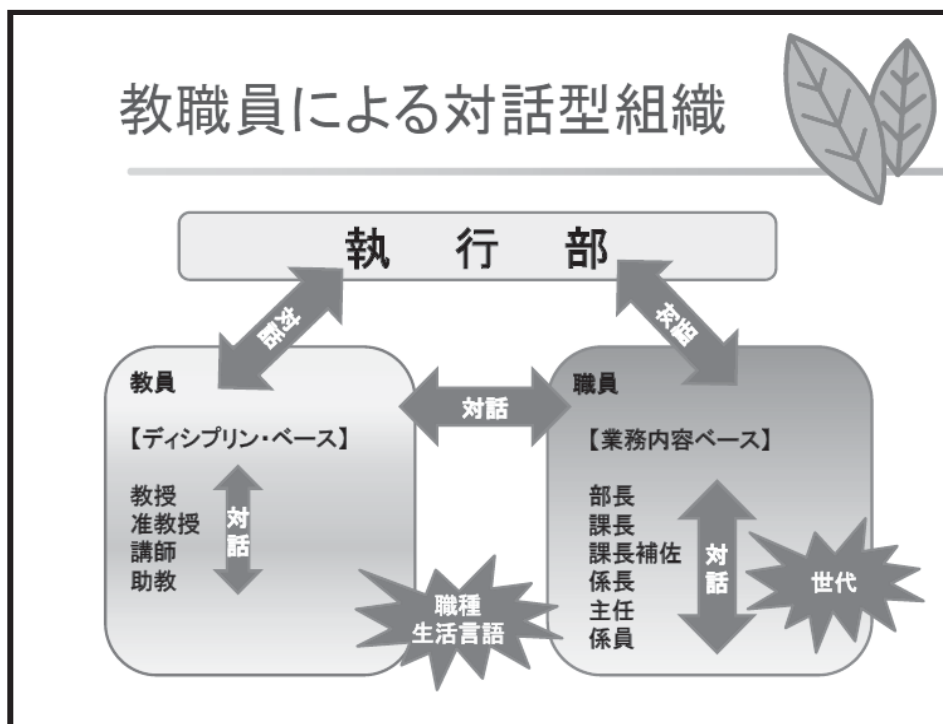 教職員による対話型組織
執 行 部
対話
対話
教員
【ディシプリン・ベース】
教授
准教授
講師
助教
対話
対話
職員
【業務内容ベース】
部長
課長
課長補佐
係長
主任
係員
対話
世代
職種
生活言語